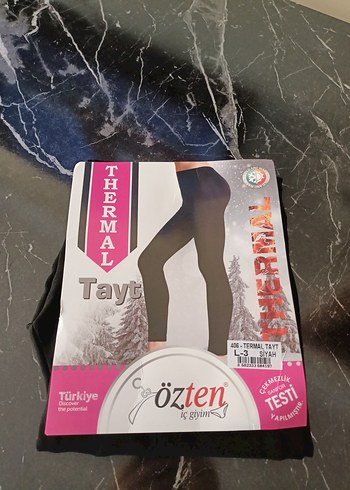 THERMAL
Tayt
THERMAL
406 - TERMAL TAYT
L-3 SİYAH
özten®
iç giyim
Türkiye
Discover
the potential
ÇEKMEZLİK
TESTİ
YAPILMIŞTIR.